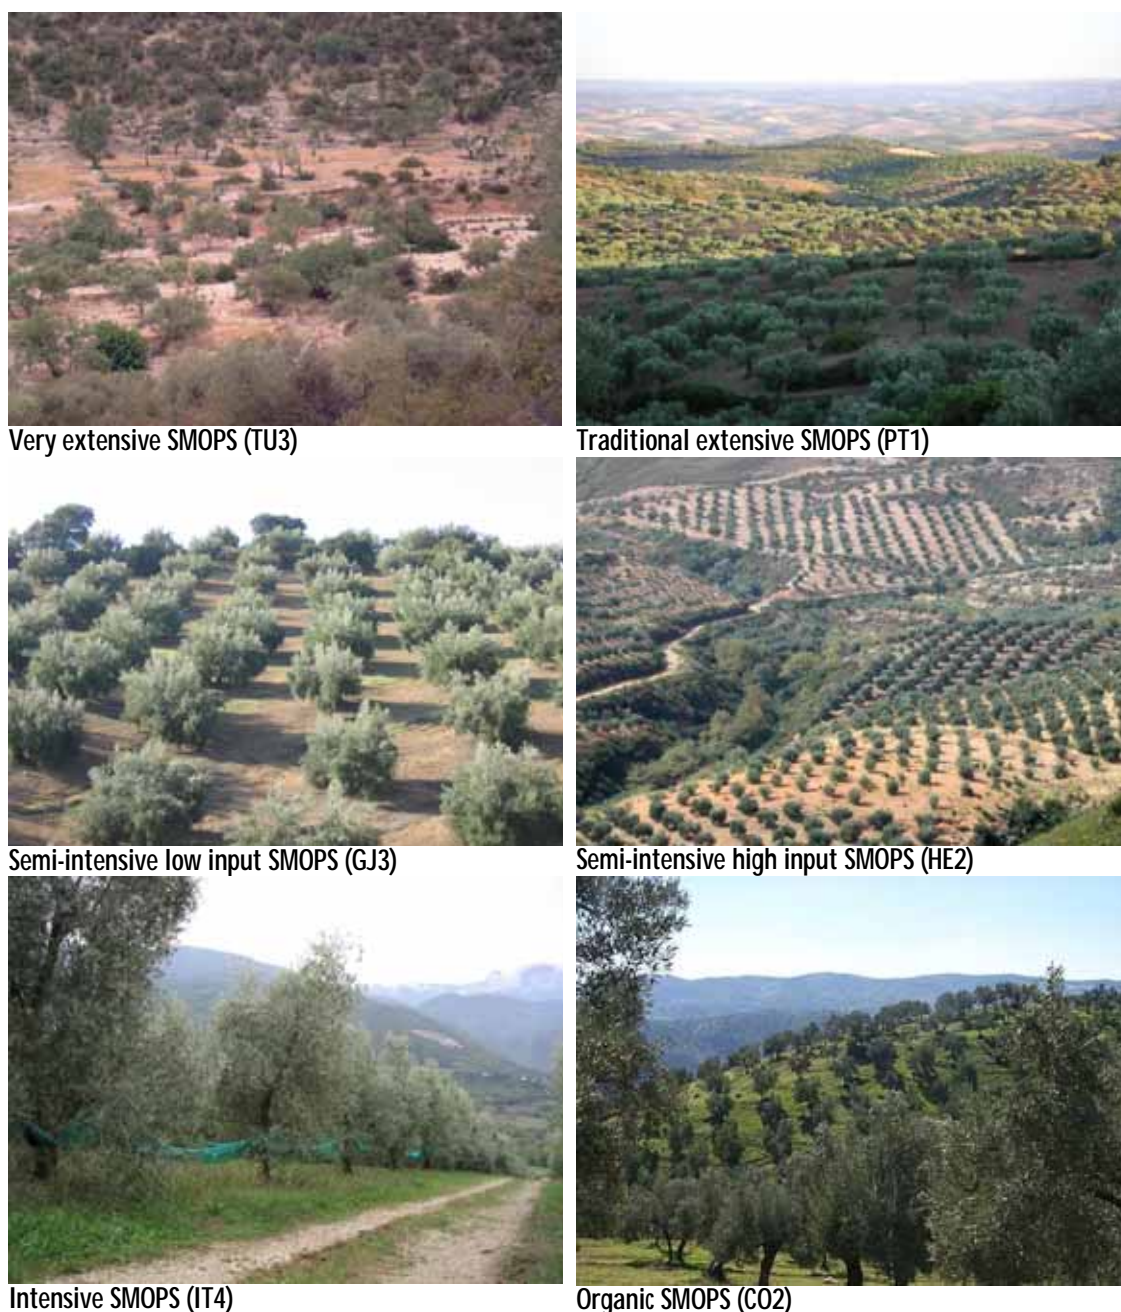 Very extensive SMOPS (TU3)
Traditional extensive SMOPS (PT1)
Semi-intensive low input SMOPS (GJ3)
Semi-intensive high input SMOPS (HE2)
Intensive SMOPS (IT4)
Organic SMOPS (CO2)